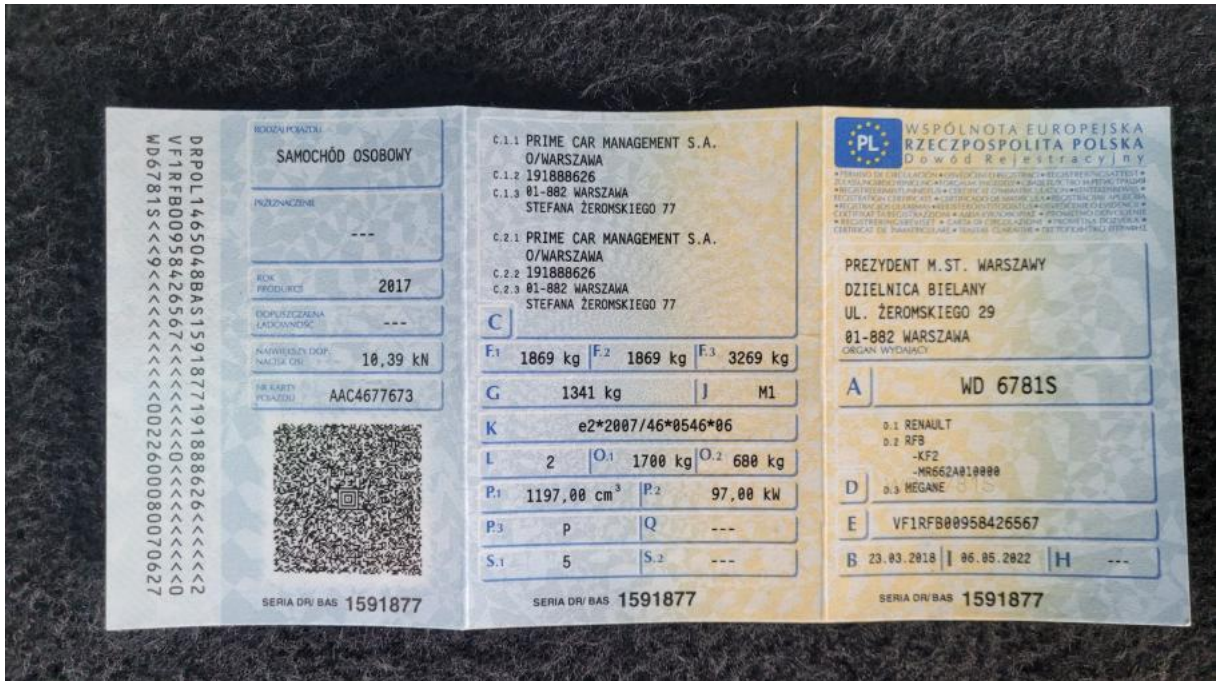 DRPOL1465048BAS1591877191888626<<<<<2
VF1RFB00958426567<<<<<<0<<<<<<<<0
WD6781S<<<9<<<<<<<<<<<0022600080070627
RODZAJ POJAZDU
SAMOCHÓD OSOBOWY
PRZEZNACZENIE
---
ROK
PRODUKCJI 2017
DOPUSZCZALNA
ŁADOWNOŚĆ ---
NAJWIĘKSZY DOP.
NACISK OSI 10,39 kN
NR KARTY
POJAZDU AAC4677673
SERIA DR/ BAS 1591877
C.1.1 PRIME CAR MANAGEMENT S.A.
O/WARSZAWA
C.1.2 191888626
C.1.3 01-882 WARSZAWA
STEFANA ŻEROMSKIEGO 77
C.2.1 PRIME CAR MANAGEMENT S.A.
O/WARSZAWA
C.2.2 191888626
C.2.3 01-882 WARSZAWA
STEFANA ŻEROMSKIEGO 77
C
F.1 1869 kg F.2 1869 kg F.3 3269 kg
G 1341 kg J M1
K e2*2007/46*0546*06
L 2 O.1 1700 kg O.2 680 kg
P.1 1197,00 cm³ P.2 97,00 kW
P.3 P Q ---
S.1 5 S.2 ---
SERIA DR/ BAS 1591877
PL
WSPÓLNOTA EUROPEJSKA
RZECZPOSPOLITA POLSKA
Dowód Rejestracyjny
PREZYDENT M.ST. WARSZAWY
DZIELNICA BIELANY
UL. ŻEROMSKIEGO 29
01-882 WARSZAWA
ORGAN WYDAJĄCY
A WD 6781S
D.1 RENAULT
D.2 RFB
-KF2
-MR662A010000
D D.3 MEGANE
E VF1RFB00958426567
B 23.03.2018 I 06.05.2022 H ---
SERIA DR/ BAS 1591877